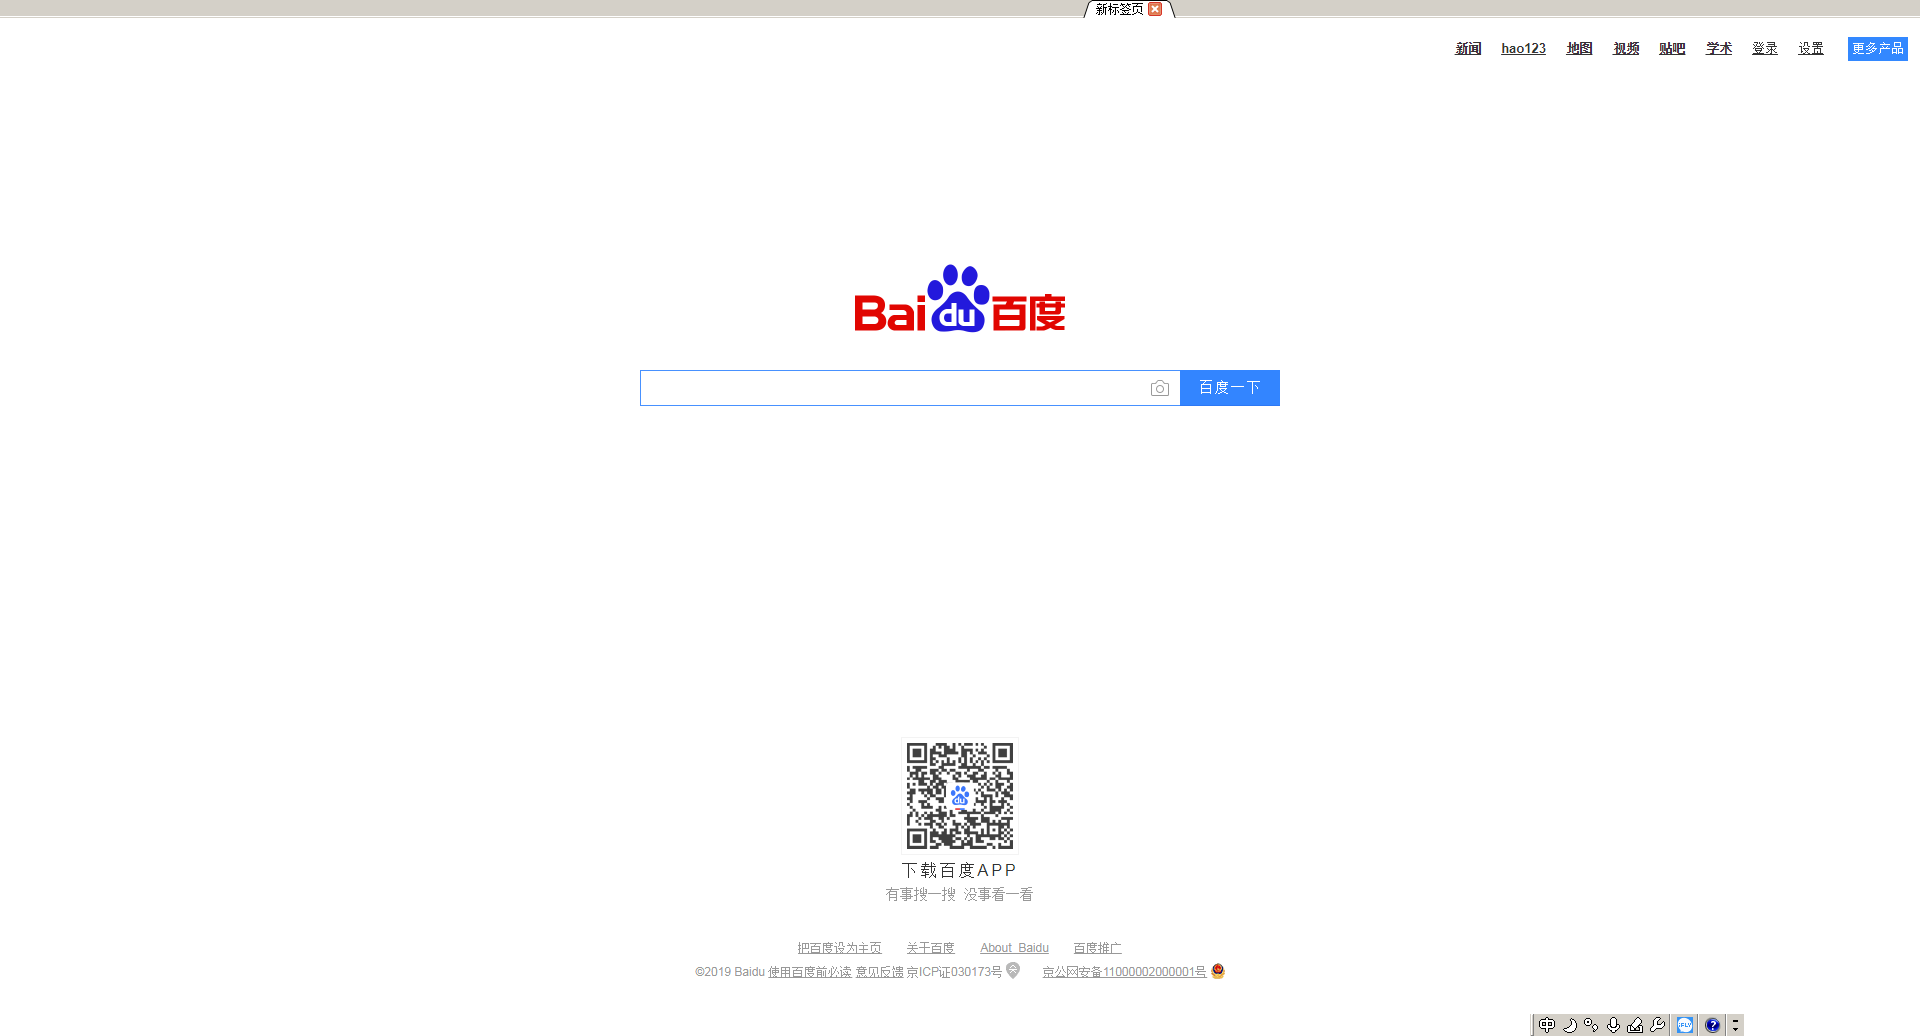 新标签页
新闻 hao123 地图 视频 贴吧 学术 登录 设置 更多产品
Bai du 百度
百度一下
du
下载百度APP
有事搜一搜 没事看一看
把百度设为主页 关于百度 About Baidu 百度推广
©2019 Baidu 使用百度前必读 意见反馈 京ICP证030173号 京公网安备11000002000001号
中 iFLY ?